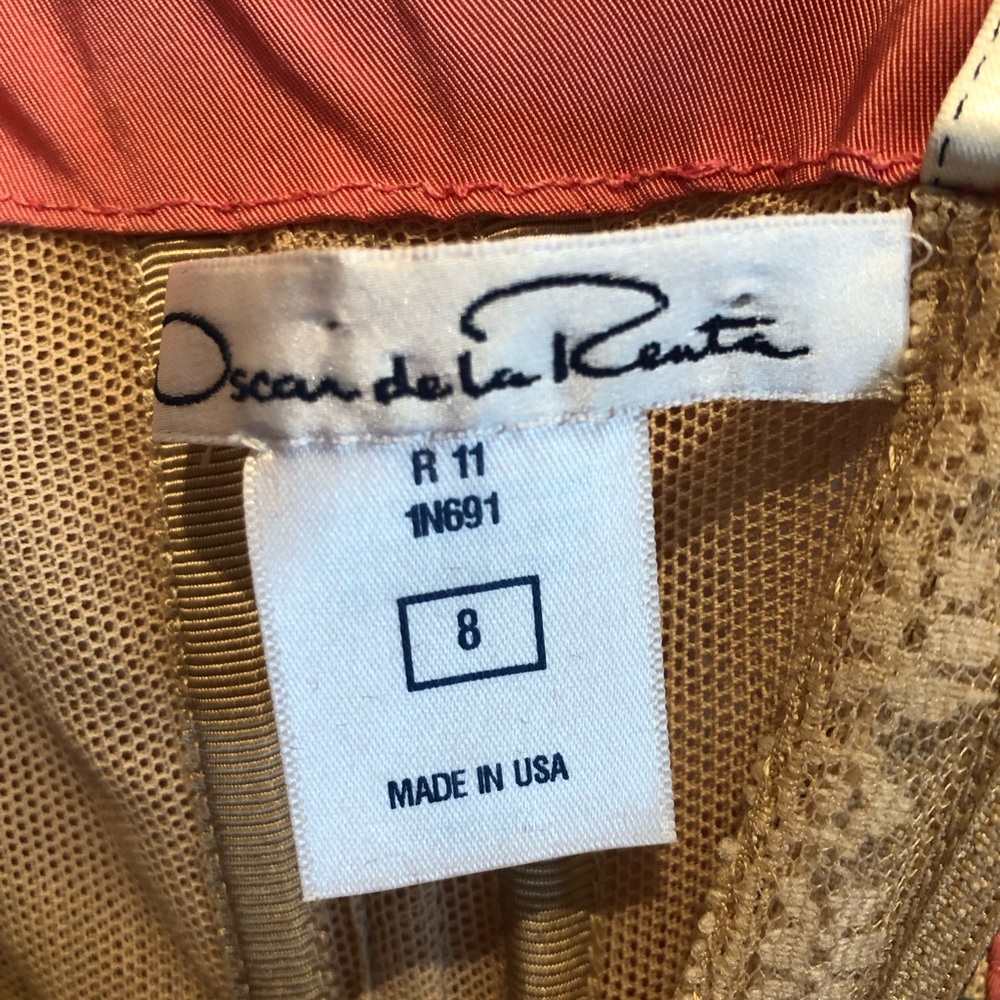 Oscar de la Renta
R 11
1N691
8
MADE IN USA